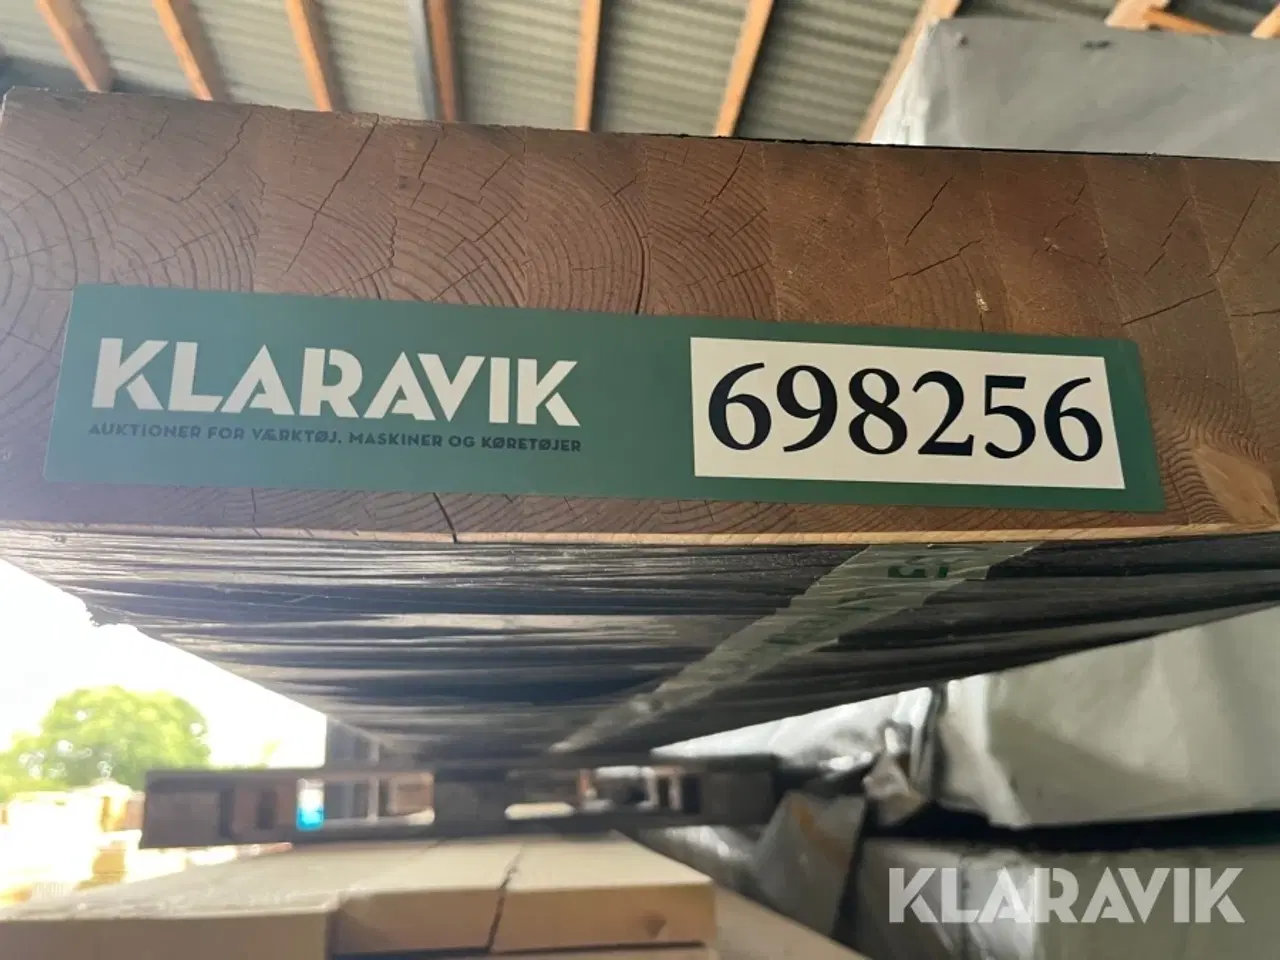 KLARAVIK
AUKTIONER FOR VÆRKTØJ, MASKINER OG KØRETØJER
698256
KLARAVIK